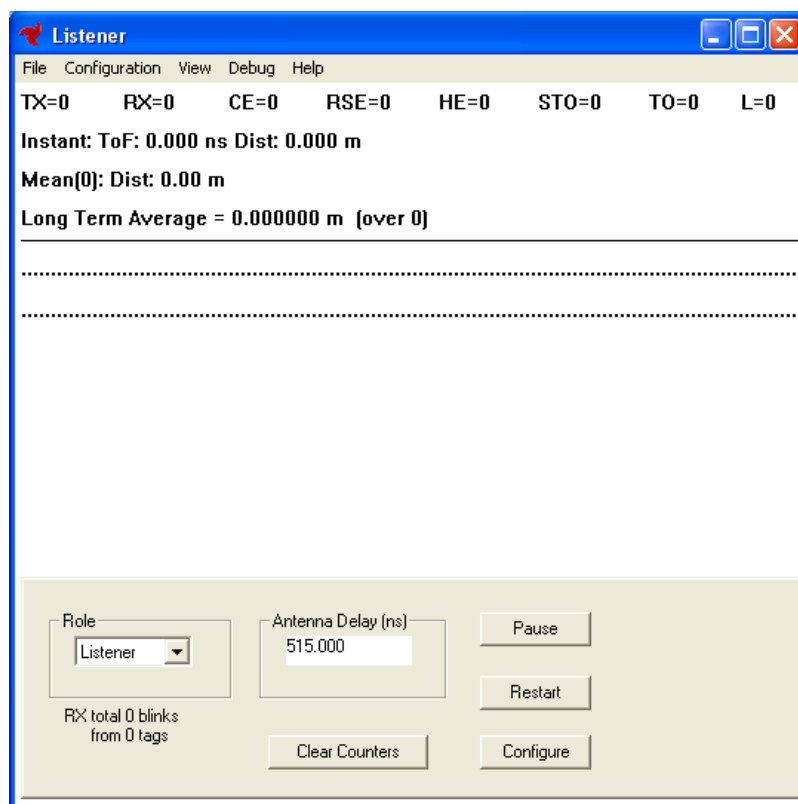 Listener
File Configuration View Debug Help
TX=0 RX=0 CE=0 RSE=0 HE=0 STO=0 TO=0 L=0
Instant: ToF: 0.000 ns Dist: 0.000 m
Mean(0): Dist: 0.00 m
Long Term Average = 0.000000 m (over 0)
Role
Listener
RX total 0 blinks
from 0 tags
Antenna Delay (ns)
515.000
Clear Counters
Pause
Restart
Configure